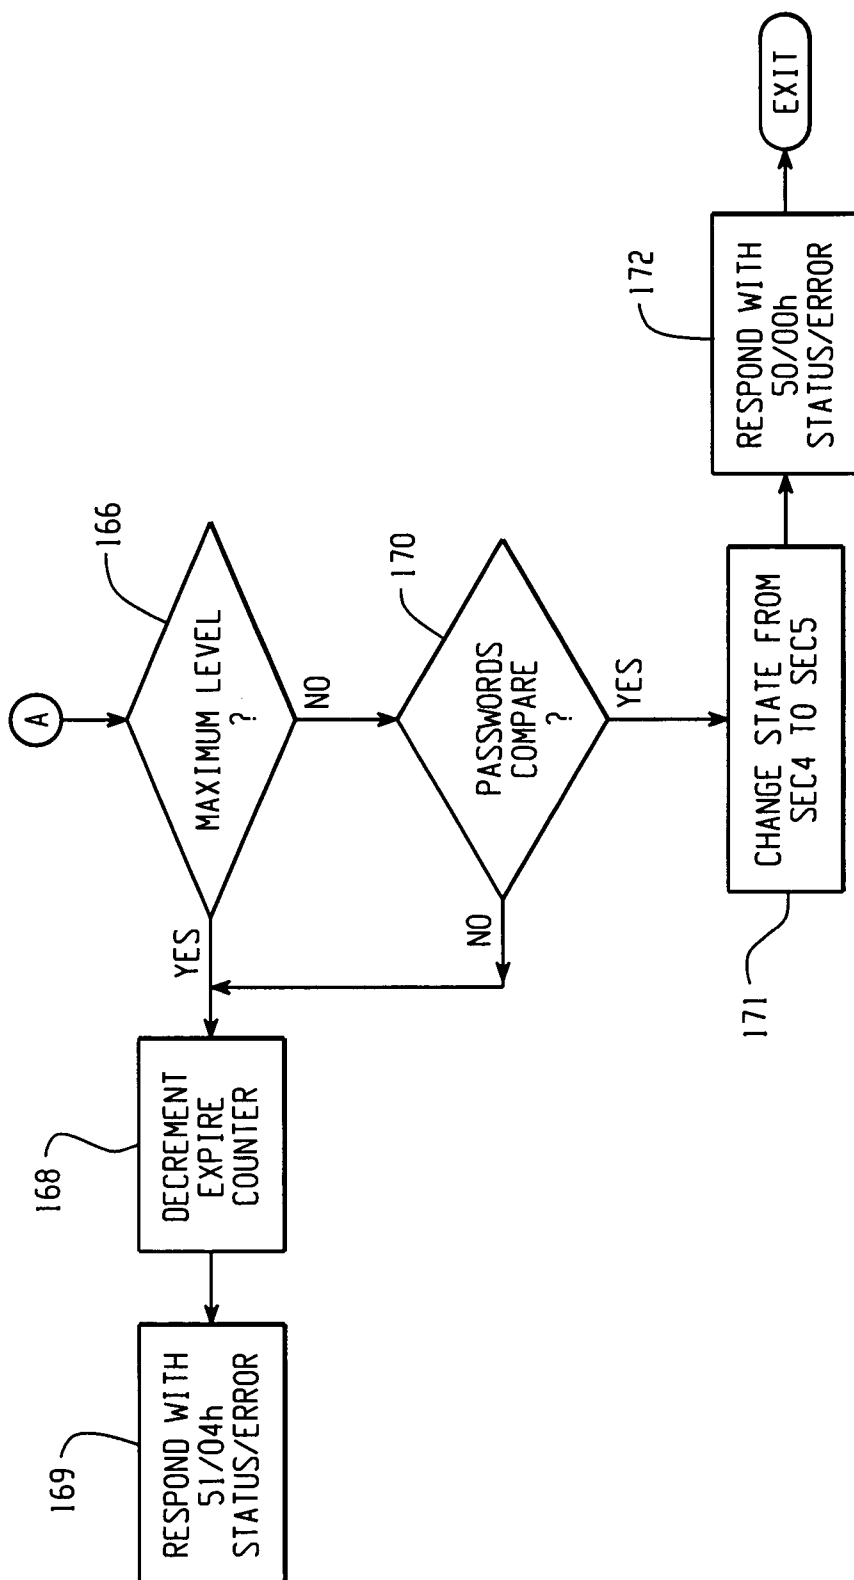 A
166
MAXIMUM LEVEL
?
YES
NO
168
DECREMENT
EXPIRE
COUNTER
169
RESPOND WITH
51/04h
STATUS/ERROR
170
PASSWORDS
COMPARE
?
NO
YES
171
CHANGE STATE FROM
SEC4 TO SEC5
172
RESPOND WITH
50/00h
STATUS/ERROR
EXIT